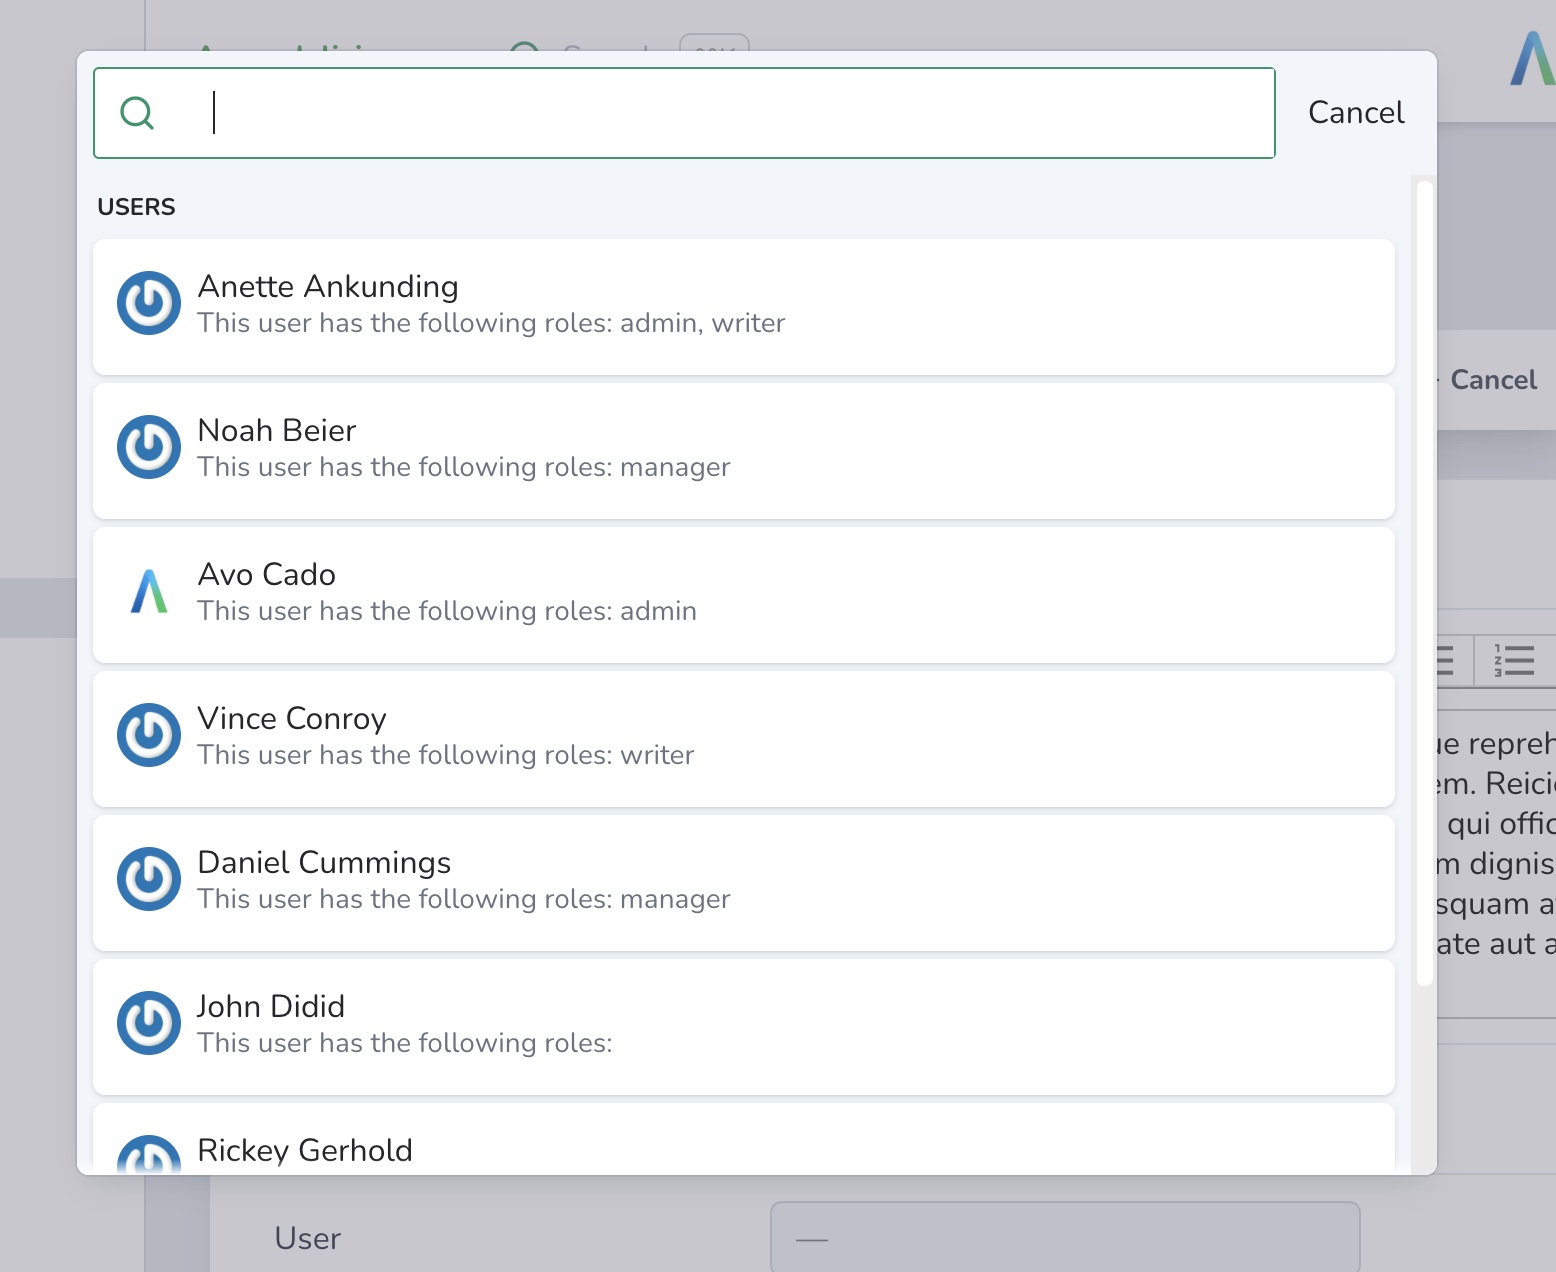 Cancel
USERS
Anette Ankunding
This user has the following roles: admin, writer
Noah Beier
This user has the following roles: manager
Avo Cado
This user has the following roles: admin
Vince Conroy
This user has the following roles: writer
Daniel Cummings
This user has the following roles: manager
John Didid
This user has the following roles:
Rickey Gerhold
Cancel
em. Reici
qui offic
m dignis
squam a
ate aut a
User
—